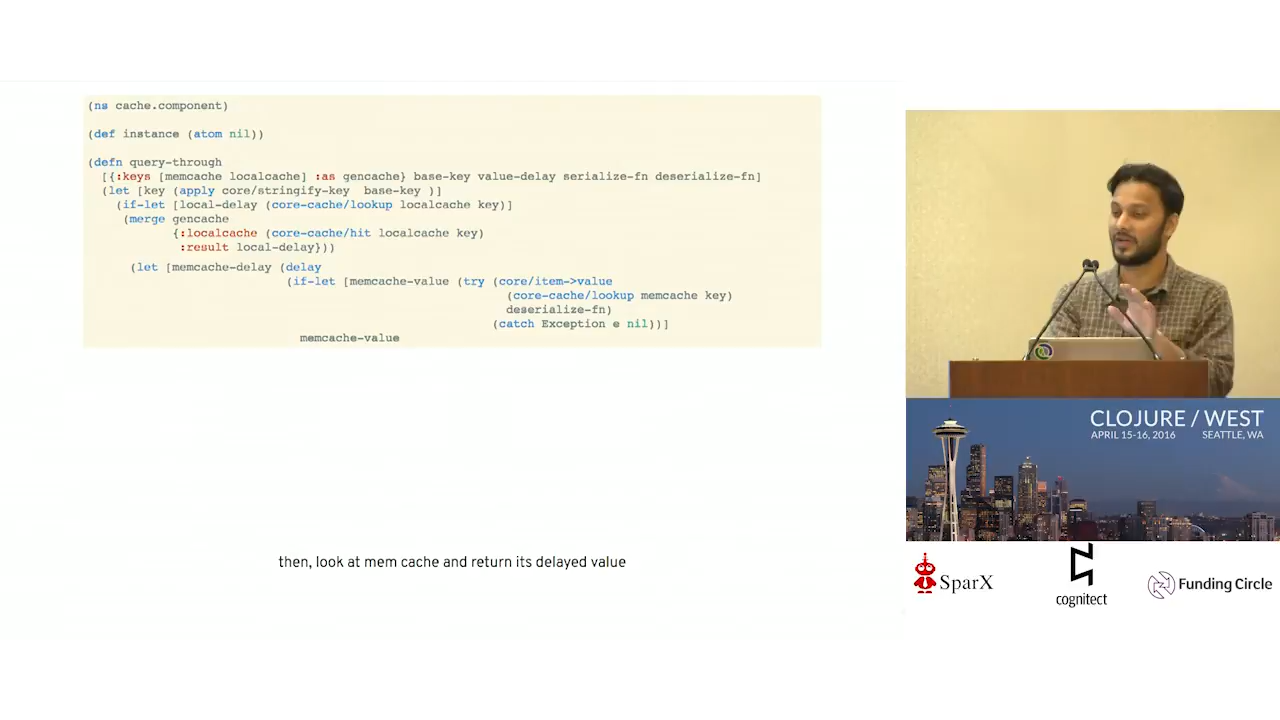 (ns cache.component)
(def instance (atom nil))
(defn query-through
[{:keys [memcache localcache] :as gencache} base-key value-delay serialize-fn deserialize-fn]
(let [key (apply core/stringify-key base-key )]
(if-let [local-delay (core-cache/lookup localcache key)]
(merge gencache
{:localcache (core-cache/hit localcache key)
:result local-delay}))
(let [memcache-delay (delay
(if-let [memcache-value (try (core/item->value
(core-cache/lookup memcache key)
deserialize-fn)
(catch Exception e nil))]
memcache-value
then, look at mem cache and return its delayed value
CLOJURE / WEST
APRIL 15-16, 2016 SEATTLE, WA
SparX
cognitect
Funding Circle